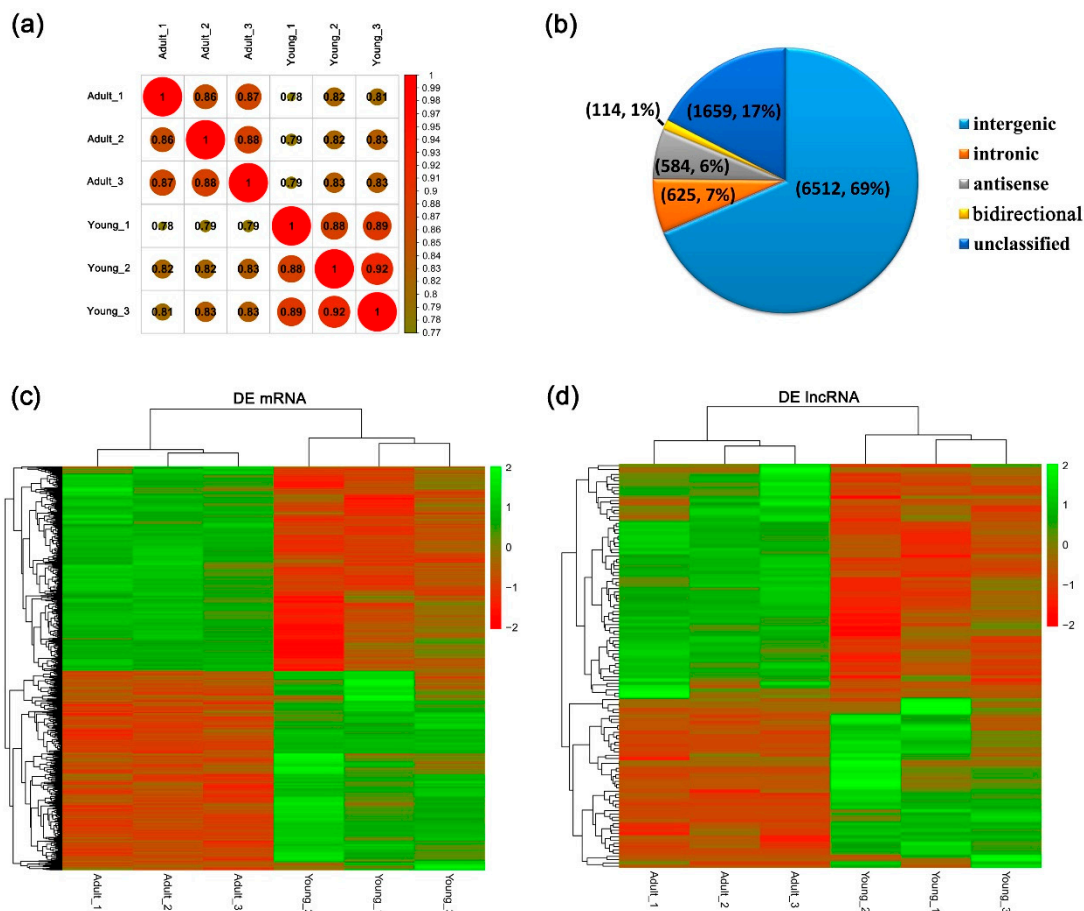 (a)
Adult_1 Adult_2 Adult_3 Young_1 Young_2 Young_3
Adult_1 1 0.86 0.87 0.78 0.82 0.81
Adult_2 0.86 1 0.88 0.79 0.82 0.83
Adult_3 0.87 0.88 1 0.79 0.83 0.83
Young_1 0.78 0.79 0.79 1 0.88 0.89
Young_2 0.82 0.82 0.83 0.88 1 0.92
Young_3 0.81 0.83 0.83 0.89 0.92 1
1
0.99
0.98
0.96
0.95
0.94
0.92
0.91
0.9
0.89
0.88
0.87
0.86
0.85
0.83
0.82
0.8
0.79
0.78
0.77
(b)
(114, 1%)
(1659, 17%)
(584, 6%)
(625, 7%)
(6512, 69%)
intergenic
intronic
antisense
bidirectional
unclassified
(c)
DE mRNA
2
1
0
−1
−2
Adult_1 Adult_2 Adult_3
(d)
DE lncRNA
2
1
0
−1
−2
Adult_1 Adult_2 Adult_3 Young_2 Young_1 Young_3